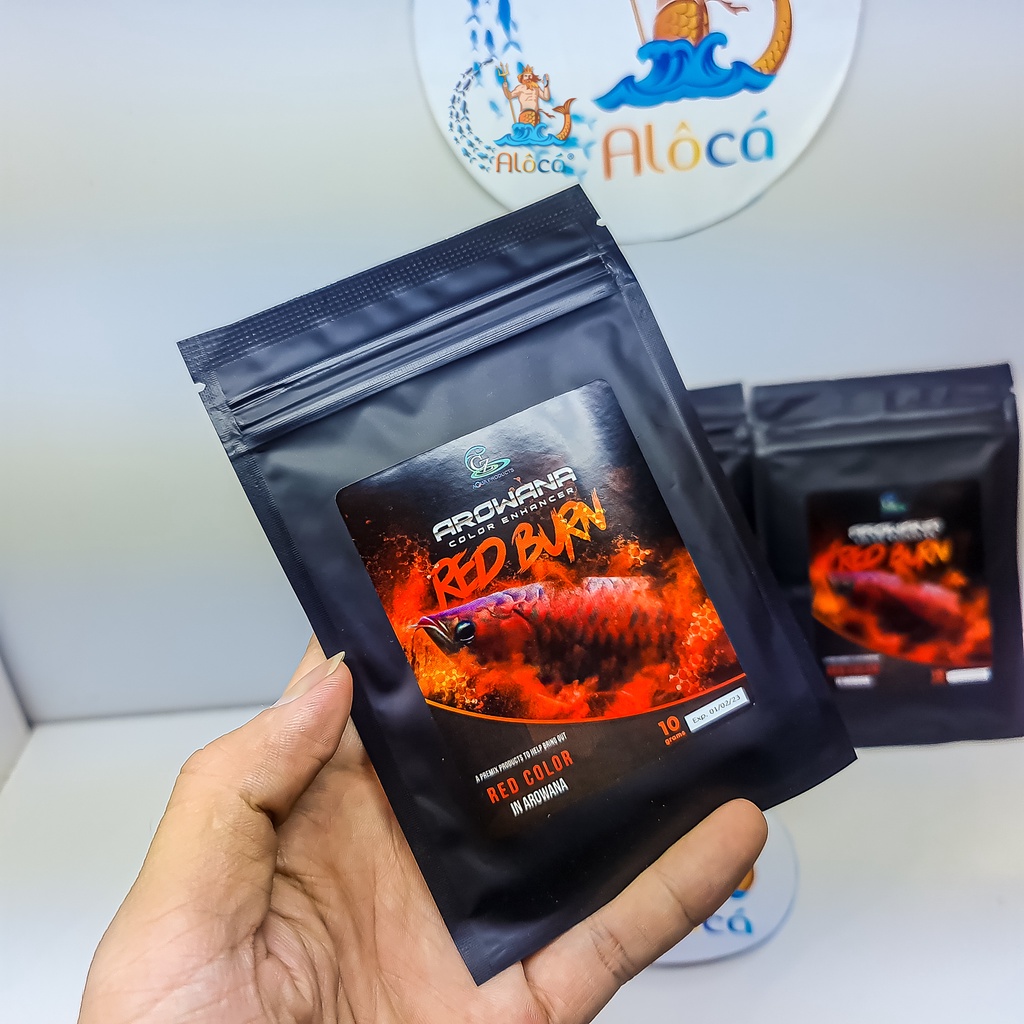 Alôcá®
Alôcá
AQUA PRODUCTS
AROWANA
COLOR ENHANCER
RED BURN
10
grams
Exp. 01/02/23
A PREMIX PRODUCTS TO HELP BRING OUT
RED COLOR
IN AROWANA
AROWANA
RED BURN
cá